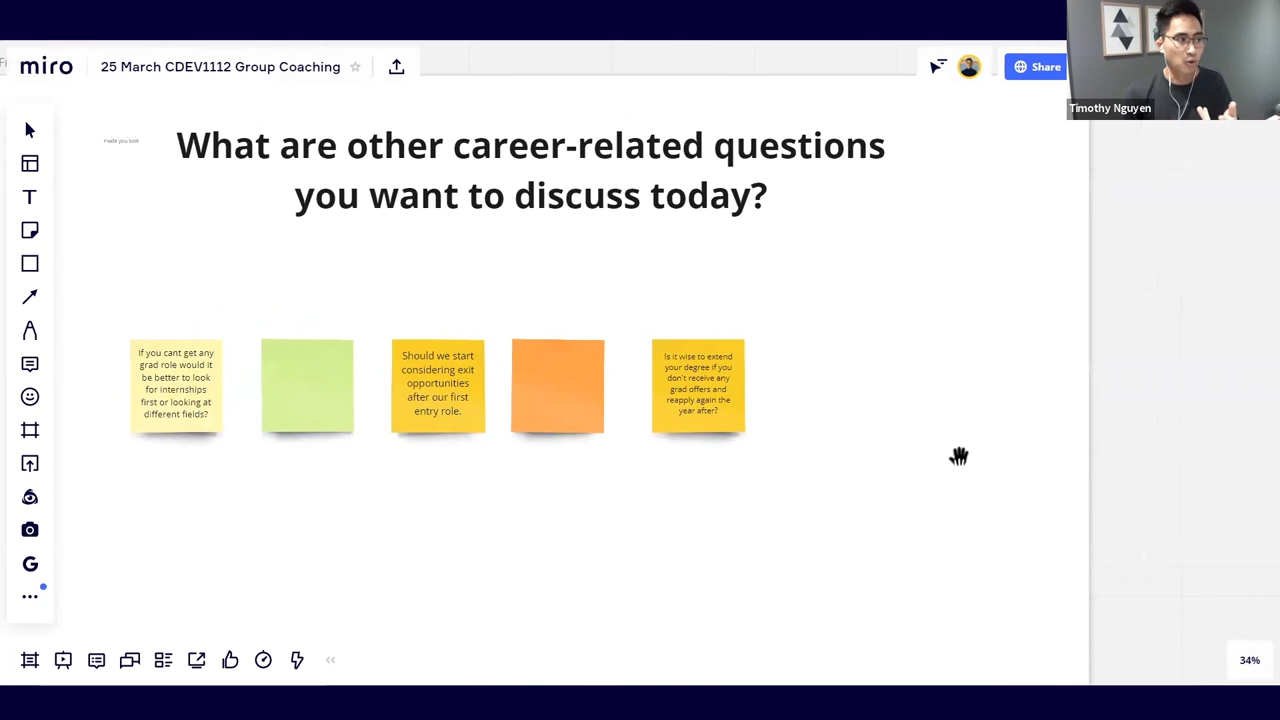 miro
25 March CDEV1112 Group Coaching
Share
Timothy Nguyen
made you look
What are other career-related questions
you want to discuss today?
If you cant get any
grad role would it
be better to look
for internships
first or looking at
different fields?
Should we start
considering exit
opportunities
after our first
entry role.
Is it wise to extend
your degree if you
don't receive any
grad offers and
reapply again the
year after?
34%